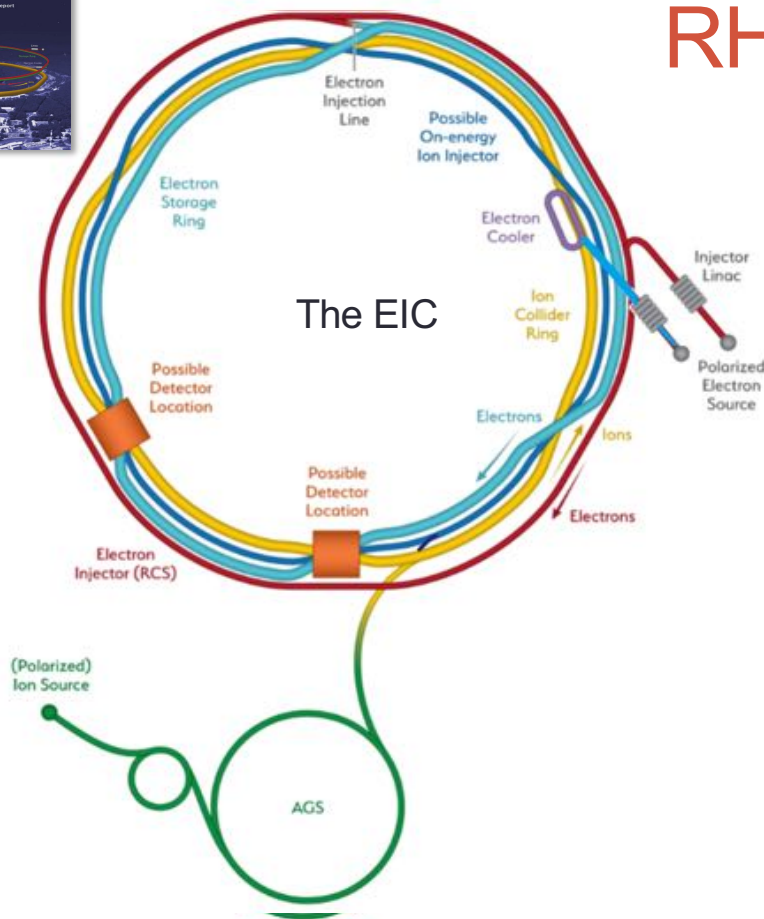 RH
Electron
Injection
Line
Possible
On-energy
Ion Injector
Electron
Storage
Ring
Electron
Cooler
Injector
Linac
The EIC
Ion
Collider
Ring
Possible
Detector
Location
Polarized
Electron
Source
Electrons
Ions
Possible
Detector
Location
Electrons
Electron
Injector (RCS)
(Polarized)
Ion Source
AGS